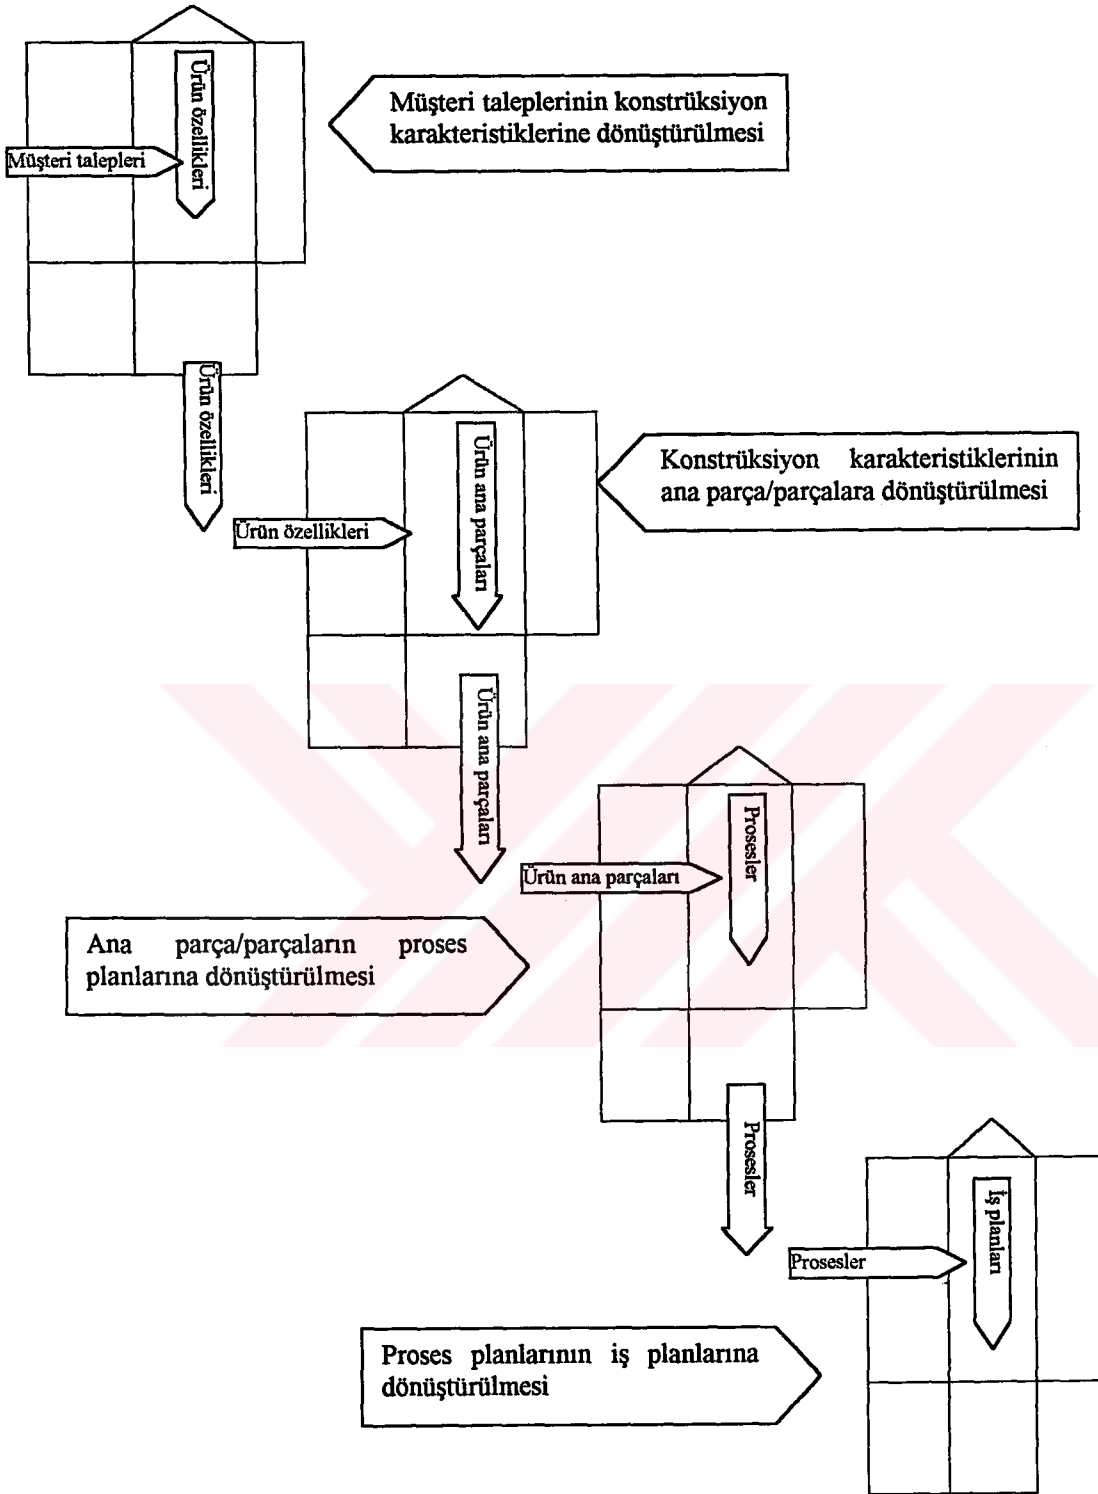 Ürün özellikleri
Müşteri talepleri
Müşteri taleplerinin konstrüksiyon
karakteristiklerine dönüştürülmesi
Ürün özellikleri
Ürün özellikleri
Ürün ana parçaları
Konstrüksiyon karakteristiklerinin
ana parça/parçalara dönüştürülmesi
Ürün ana parçaları
Ürün ana parçaları
Prosesler
Ana parça/parçaların proses
planlarına dönüştürülmesi
Prosesler
Prosesler
İş planları
Proses planlarının iş planlarına
dönüştürülmesi